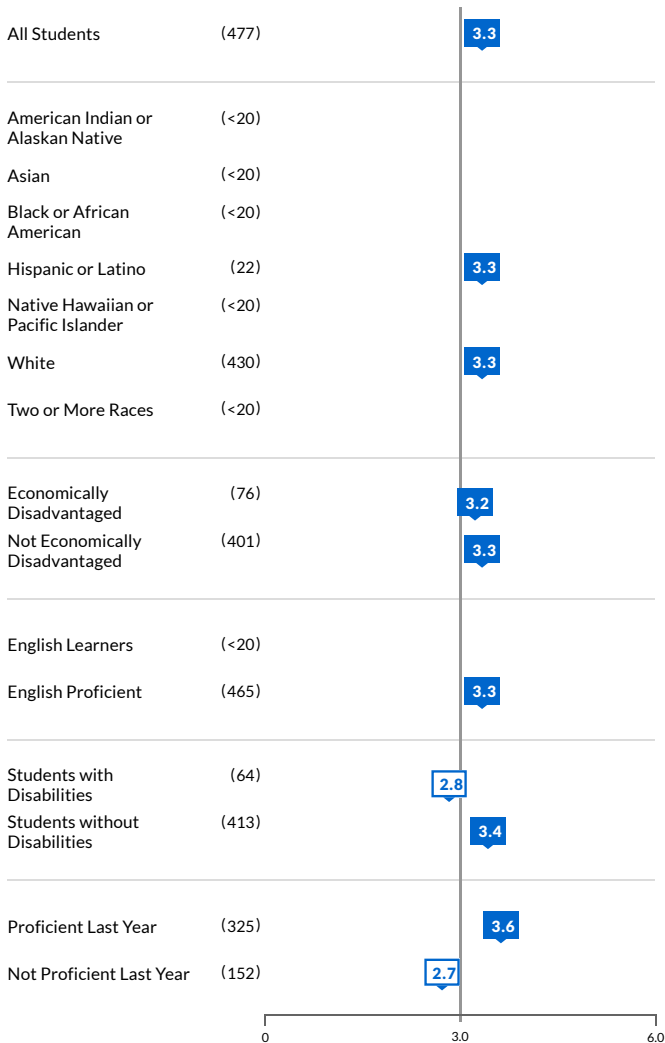 All Students (477) 3.3
American Indian or (<20)
Alaskan Native
Asian (<20)
Black or African (<20)
American
Hispanic or Latino (22) 3.3
Native Hawaiian or (<20)
Pacific Islander
White (430) 3.3
Two or More Races (<20)
Economically (76) 3.2
Disadvantaged
Not Economically (401) 3.3
Disadvantaged
English Learners (<20)
English Proficient (465) 3.3
Students with (64) 2.8
Disabilities
Students without (413) 3.4
Disabilities
Proficient Last Year (325) 3.6
Not Proficient Last Year (152) 2.7
0 3.0 6.0